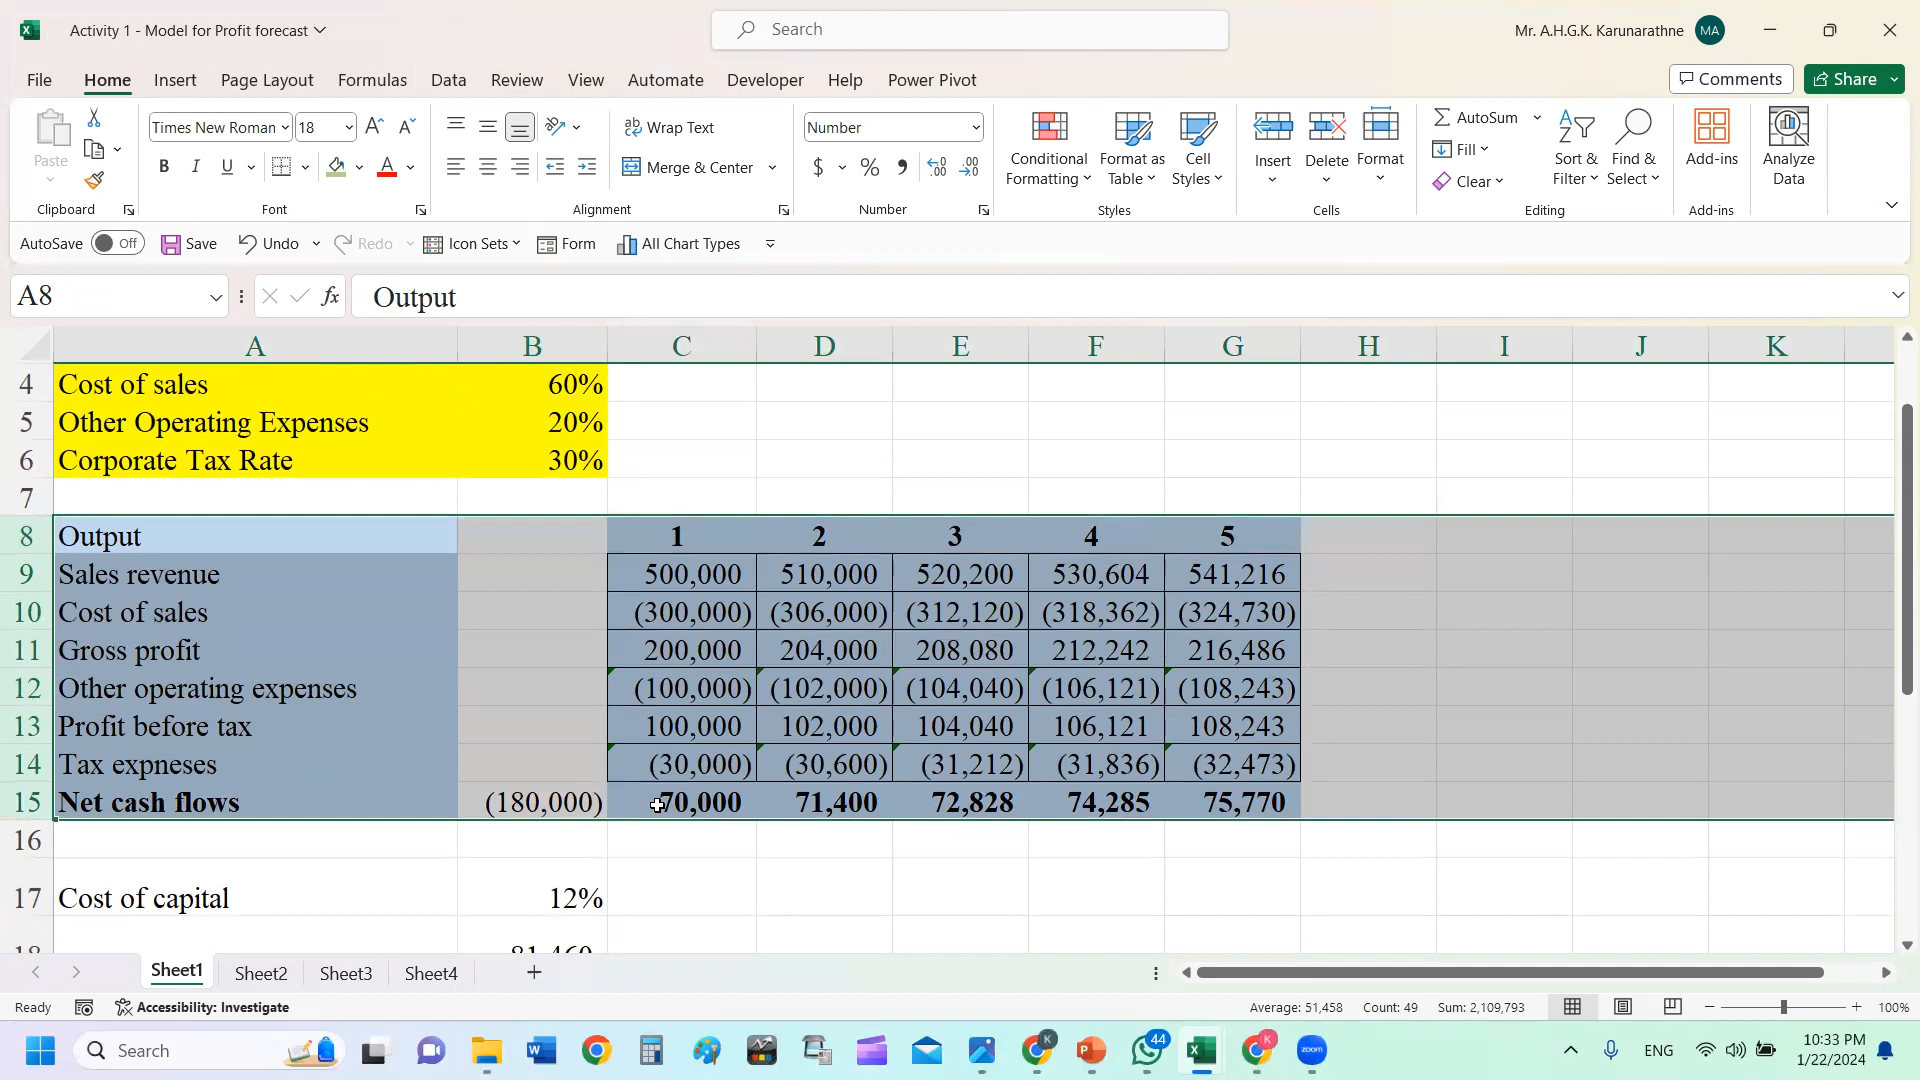 Activity 1 - Model for Profit forecast
Search
Mr. A.H.G.K. Karunarathne MA
File Home Insert Page Layout Formulas Data Review View Automate Developer Help Power Pivot Comments Share
Paste Times New Roman 18 Wrap Text Number Conditional Formatting Format as Table Cell Styles Insert Delete Format AutoSum Fill Clear Sort & Filter Find & Select Add-ins Analyze Data
B I U Merge & Center $ %
Clipboard Font Alignment Number Styles Cells Editing Add-ins
AutoSave Off Save Undo Redo Icon Sets Form All Chart Types
A8 fx Output
A B C D E F G H I J K
4 Cost of sales 60%
5 Other Operating Expenses 20%
6 Corporate Tax Rate 30%
7
8 Output 1 2 3 4 5
9 Sales revenue 500,000 510,000 520,200 530,604 541,216
10 Cost of sales (300,000) (306,000) (312,120) (318,362) (324,730)
11 Gross profit 200,000 204,000 208,080 212,242 216,486
12 Other operating expenses (100,000) (102,000) (104,040) (106,121) (108,243)
13 Profit before tax 100,000 102,000 104,040 106,121 108,243
14 Tax expneses (30,000) (30,600) (31,212) (31,836) (32,473)
15 Net cash flows (180,000) 70,000 71,400 72,828 74,285 75,770
16
17 Cost of capital 12%
Sheet1 Sheet2 Sheet3 Sheet4
Ready Accessibility: Investigate Average: 51,458 Count: 49 Sum: 2,109,793 100%
Search 44 zoom ENG 10:33 PM
1/22/2024